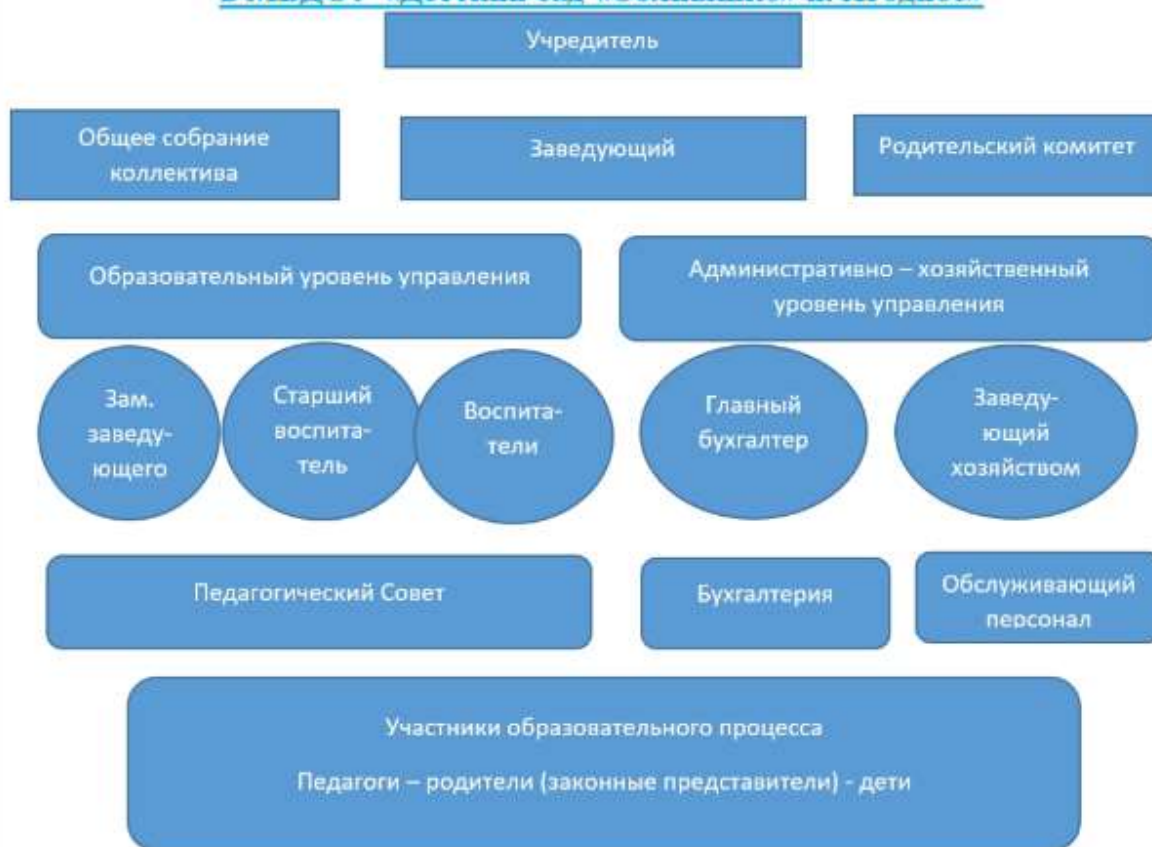 Учредитель
Общее собрание
коллектива
Заведующий
Родительский комитет
Образовательный уровень управления
Административно – хозяйственный
уровень управления
Зам.
заведу-
ющего
Старший
воспита-
тель
Воспита-
тели
Главный
бухгалтер
Заведу-
ющий
хозяйством
Педагогический Совет
Бухгалтерия
Обслуживающий
персонал
Участники образовательного процесса
Педагоги – родители (законные представители) - дети